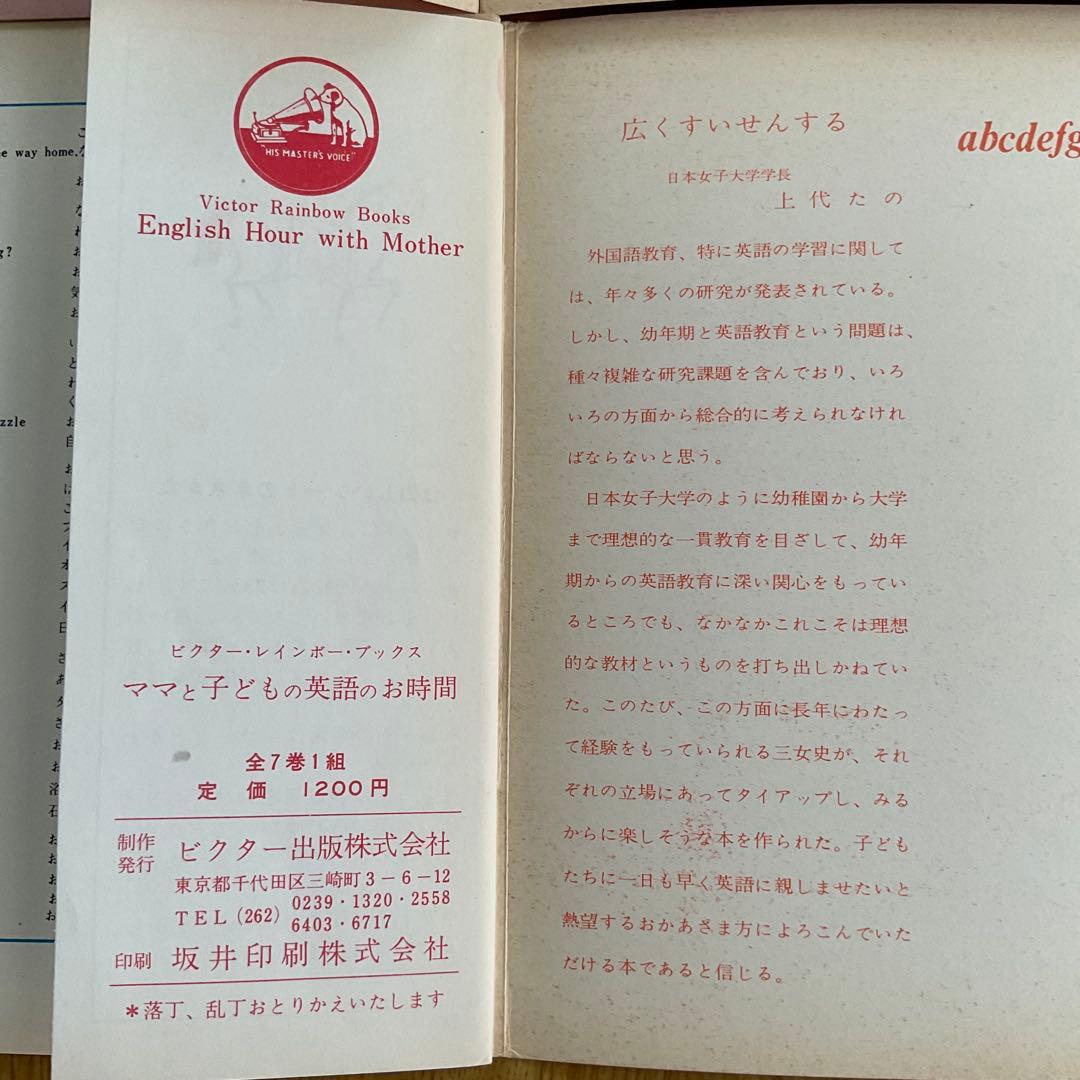 e way home.
g?
zzle
"HIS MASTER'S VOICE"
Victor Rainbow Books
English Hour with Mother
ビクター・レインボー・ブックス
ママと子どもの英語のお時間
全7巻1組
定 価 1200円
制作
発行 ビクター出版株式会社
東京都千代田区三崎町3-6-12
TEL(262) 0239・1320・2558
6403・6717
印刷 坂井印刷株式会社
*落丁、乱丁おとりかえいたします
広くすいせんする
日本女子大学学長
上代たの
外国語教育、特に英語の学習に関して
は、年々多くの研究が発表されている。
しかし、幼年期と英語教育という問題は、
種々複雑な研究課題を含んでおり、いろ
いろの方面から総合的に考えられなけれ
ばならないと思う。
日本女子大学のように幼稚園から大学
まで理想的な一貫教育を目ざして、幼年
期からの英語教育に深い関心をもってい
るところでも、なかなかこれこそは理想
的な教材というものを打ち出しかねてい
た。このたび、この方面に長年にわたっ
て経験をもっていられる三女史が、それ
ぞれの立場にあってタイアップし、みる
からに楽しそうな本を作られた。子ども
たちに一日も早く英語に親しませたいと
熱望するおかあさま方によろこんでいた
だける本であると信じる。
abcdefg